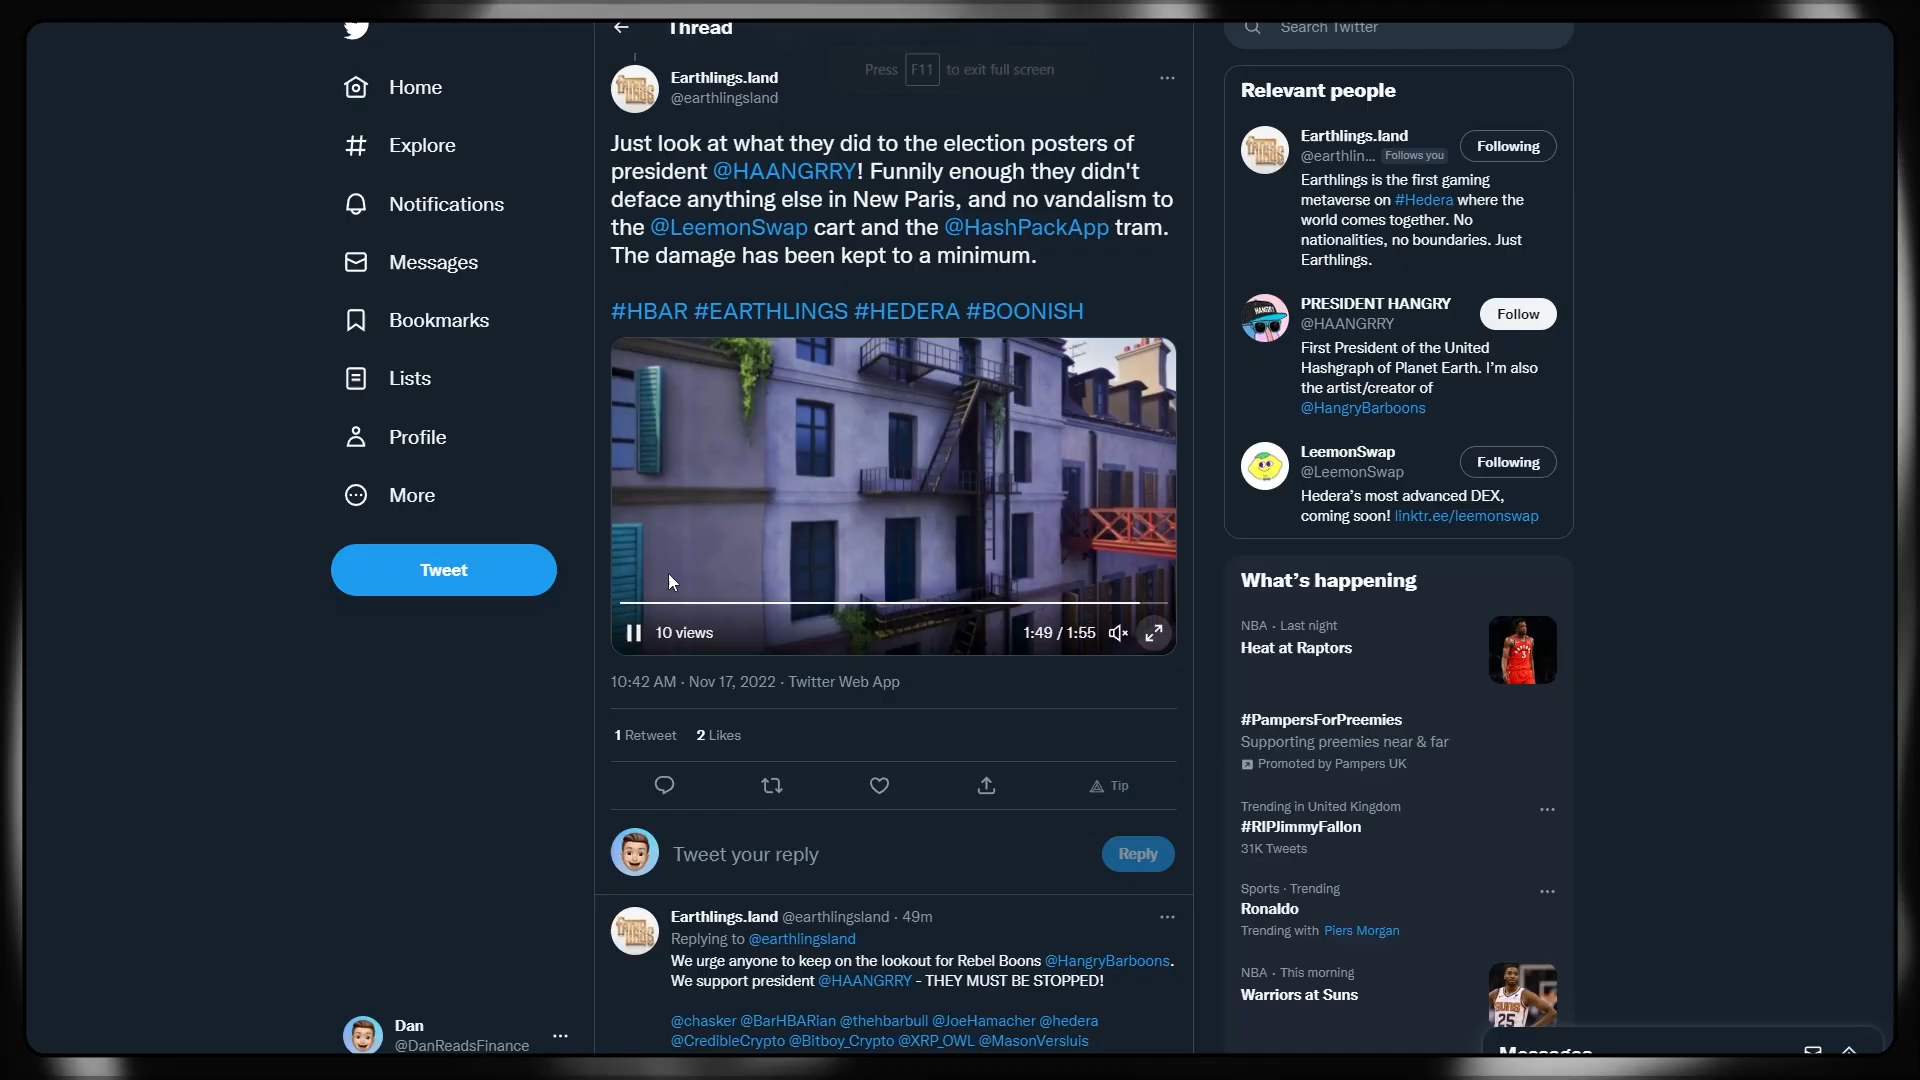 Home
Explore
Notifications
Messages
Bookmarks
Lists
Profile
More
Tweet
Dan
@DanReadsFinance
Thread
Press F11 to exit full screen
Earthlings.land
@earthlingsland
Just look at what they did to the election posters of
president @HAANGRRY! Funnily enough they didn't
deface anything else in New Paris, and no vandalism to
the @LeemonSwap cart and the @HashPackApp tram.
The damage has been kept to a minimum.
#HBAR #EARTHLINGS #HEDERA #BOONISH
10 views
1:49 / 1:55
10:42 AM · Nov 17, 2022 · Twitter Web App
1 Retweet 2 Likes
Tip
Tweet your reply
Reply
Earthlings.land @earthlingsland · 49m
Replying to @earthlingsland
We urge anyone to keep on the lookout for Rebel Boons @HangryBarboons.
We support president @HAANGRRY - THEY MUST BE STOPPED!
@chasker @BarHBARian @thehbarbull @JoeHamacher @hedera
@CredibleCrypto @Bitboy_Crypto @XRP_OWL @MasonVersluis
Search Twitter
Relevant people
Earthlings.land
@earthlin... Follows you
Following
Earthlings is the first gaming
metaverse on #Hedera where the
world comes together. No
nationalities, no boundaries. Just
Earthlings.
PRESIDENT HANGRY
@HAANGRRY
Follow
First President of the United
Hashgraph of Planet Earth. I'm also
the artist/creator of
@HangryBarboons
LeemonSwap
@LeemonSwap
Following
Hedera's most advanced DEX,
coming soon! linktr.ee/leemonswap
What's happening
NBA · Last night
Heat at Raptors
#PampersForPreemies
Supporting preemies near & far
Promoted by Pampers UK
Trending in United Kingdom
#RIPJimmyFallon
31K Tweets
Sports · Trending
Ronaldo
Trending with Piers Morgan
NBA · This morning
Warriors at Suns
Messages